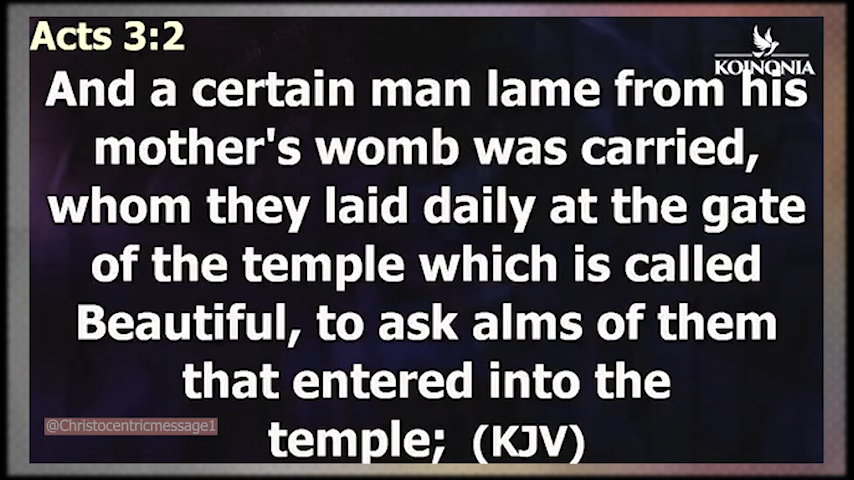 Acts 3:2
KOINONIA
And a certain man lame from his
mother's womb was carried,
whom they laid daily at the gate
of the temple which is called
Beautiful, to ask alms of them
that entered into the
@Christocentricmessage1
temple; (KJV)